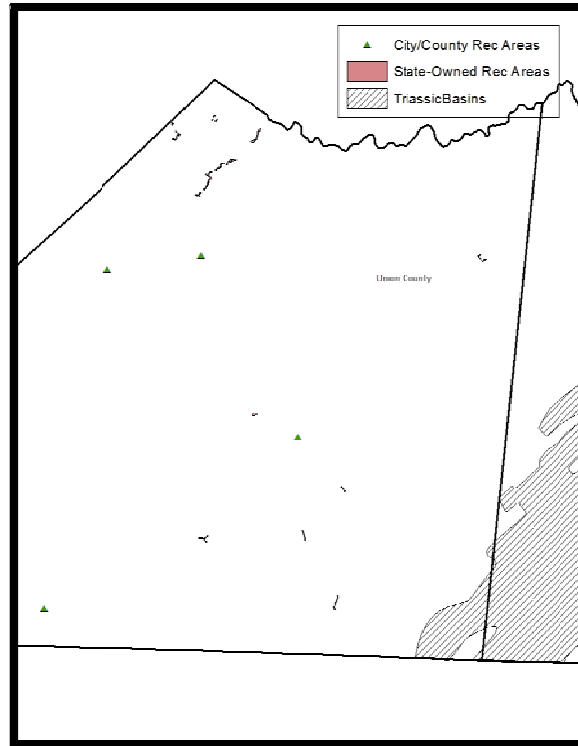 City/County Rec Areas
State-Owned Rec Areas
TriassicBasins
Union County